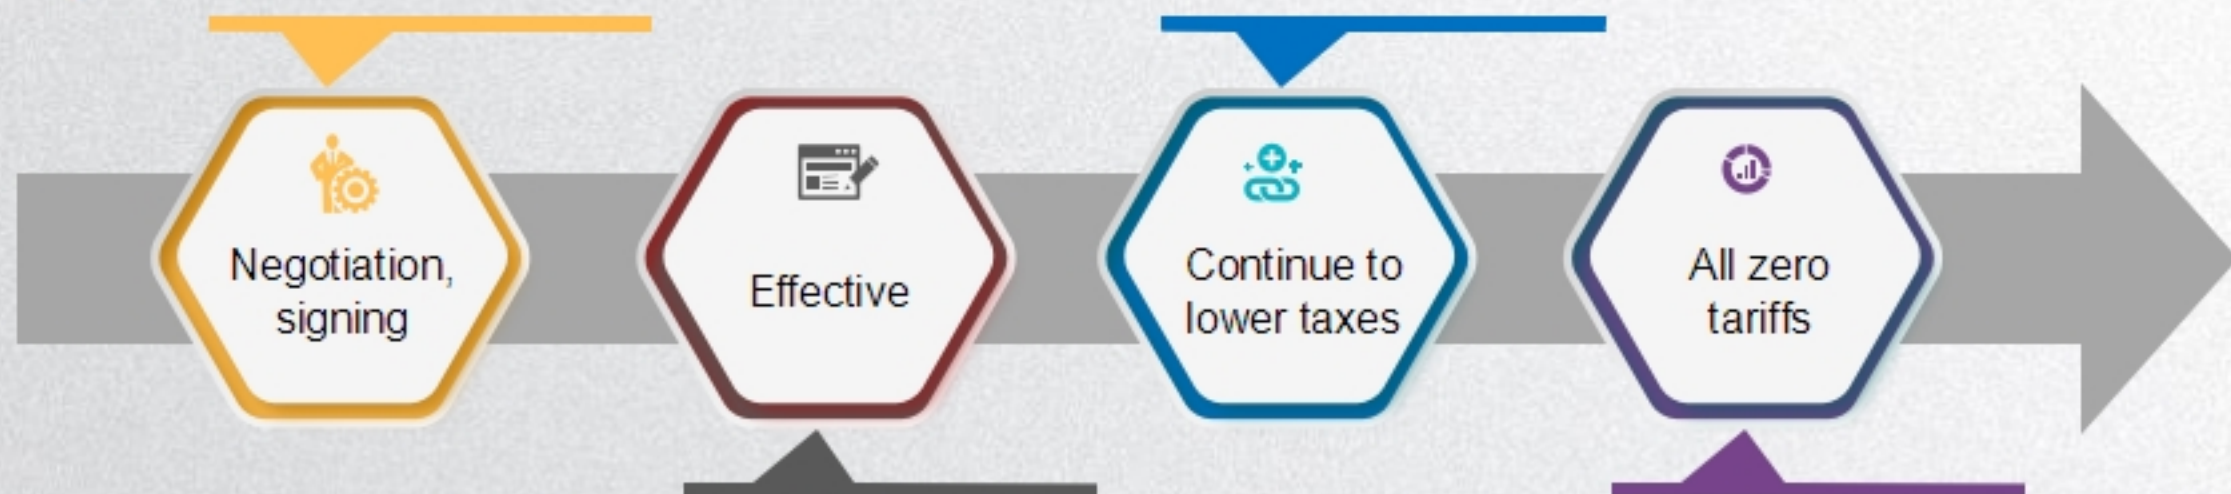 Negotiation,
signing
Effective
Continue to
lower taxes
All zero
tariffs